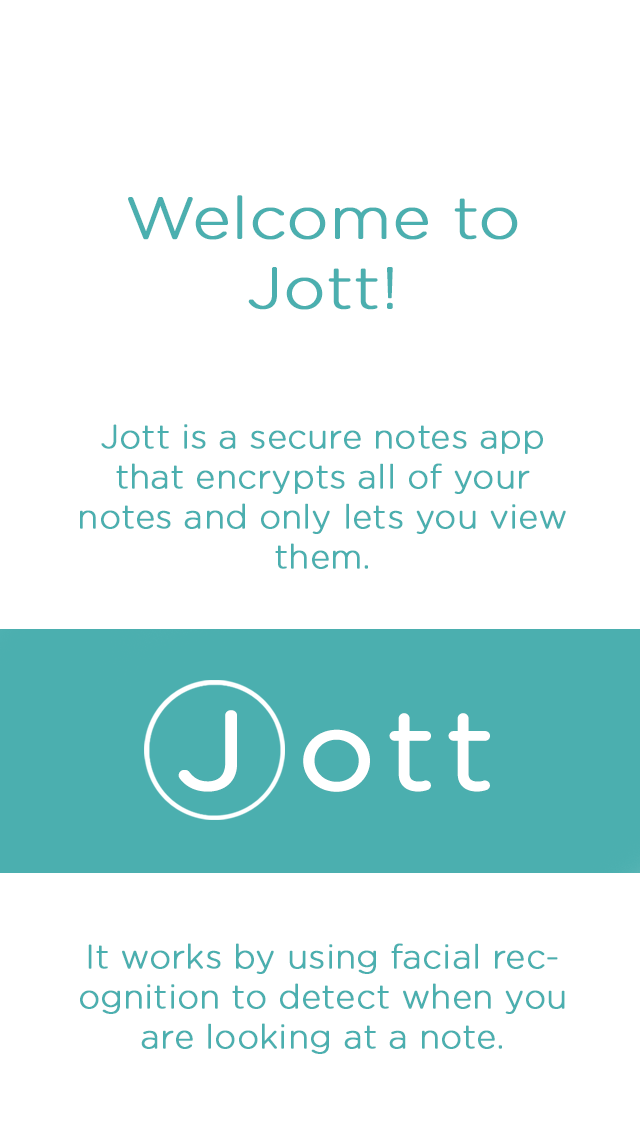 Welcome to
Jott!
Jott is a secure notes app
that encrypts all of your
notes and only lets you view
them.
Jott
It works by using facial rec-
ognition to detect when you
are looking at a note.